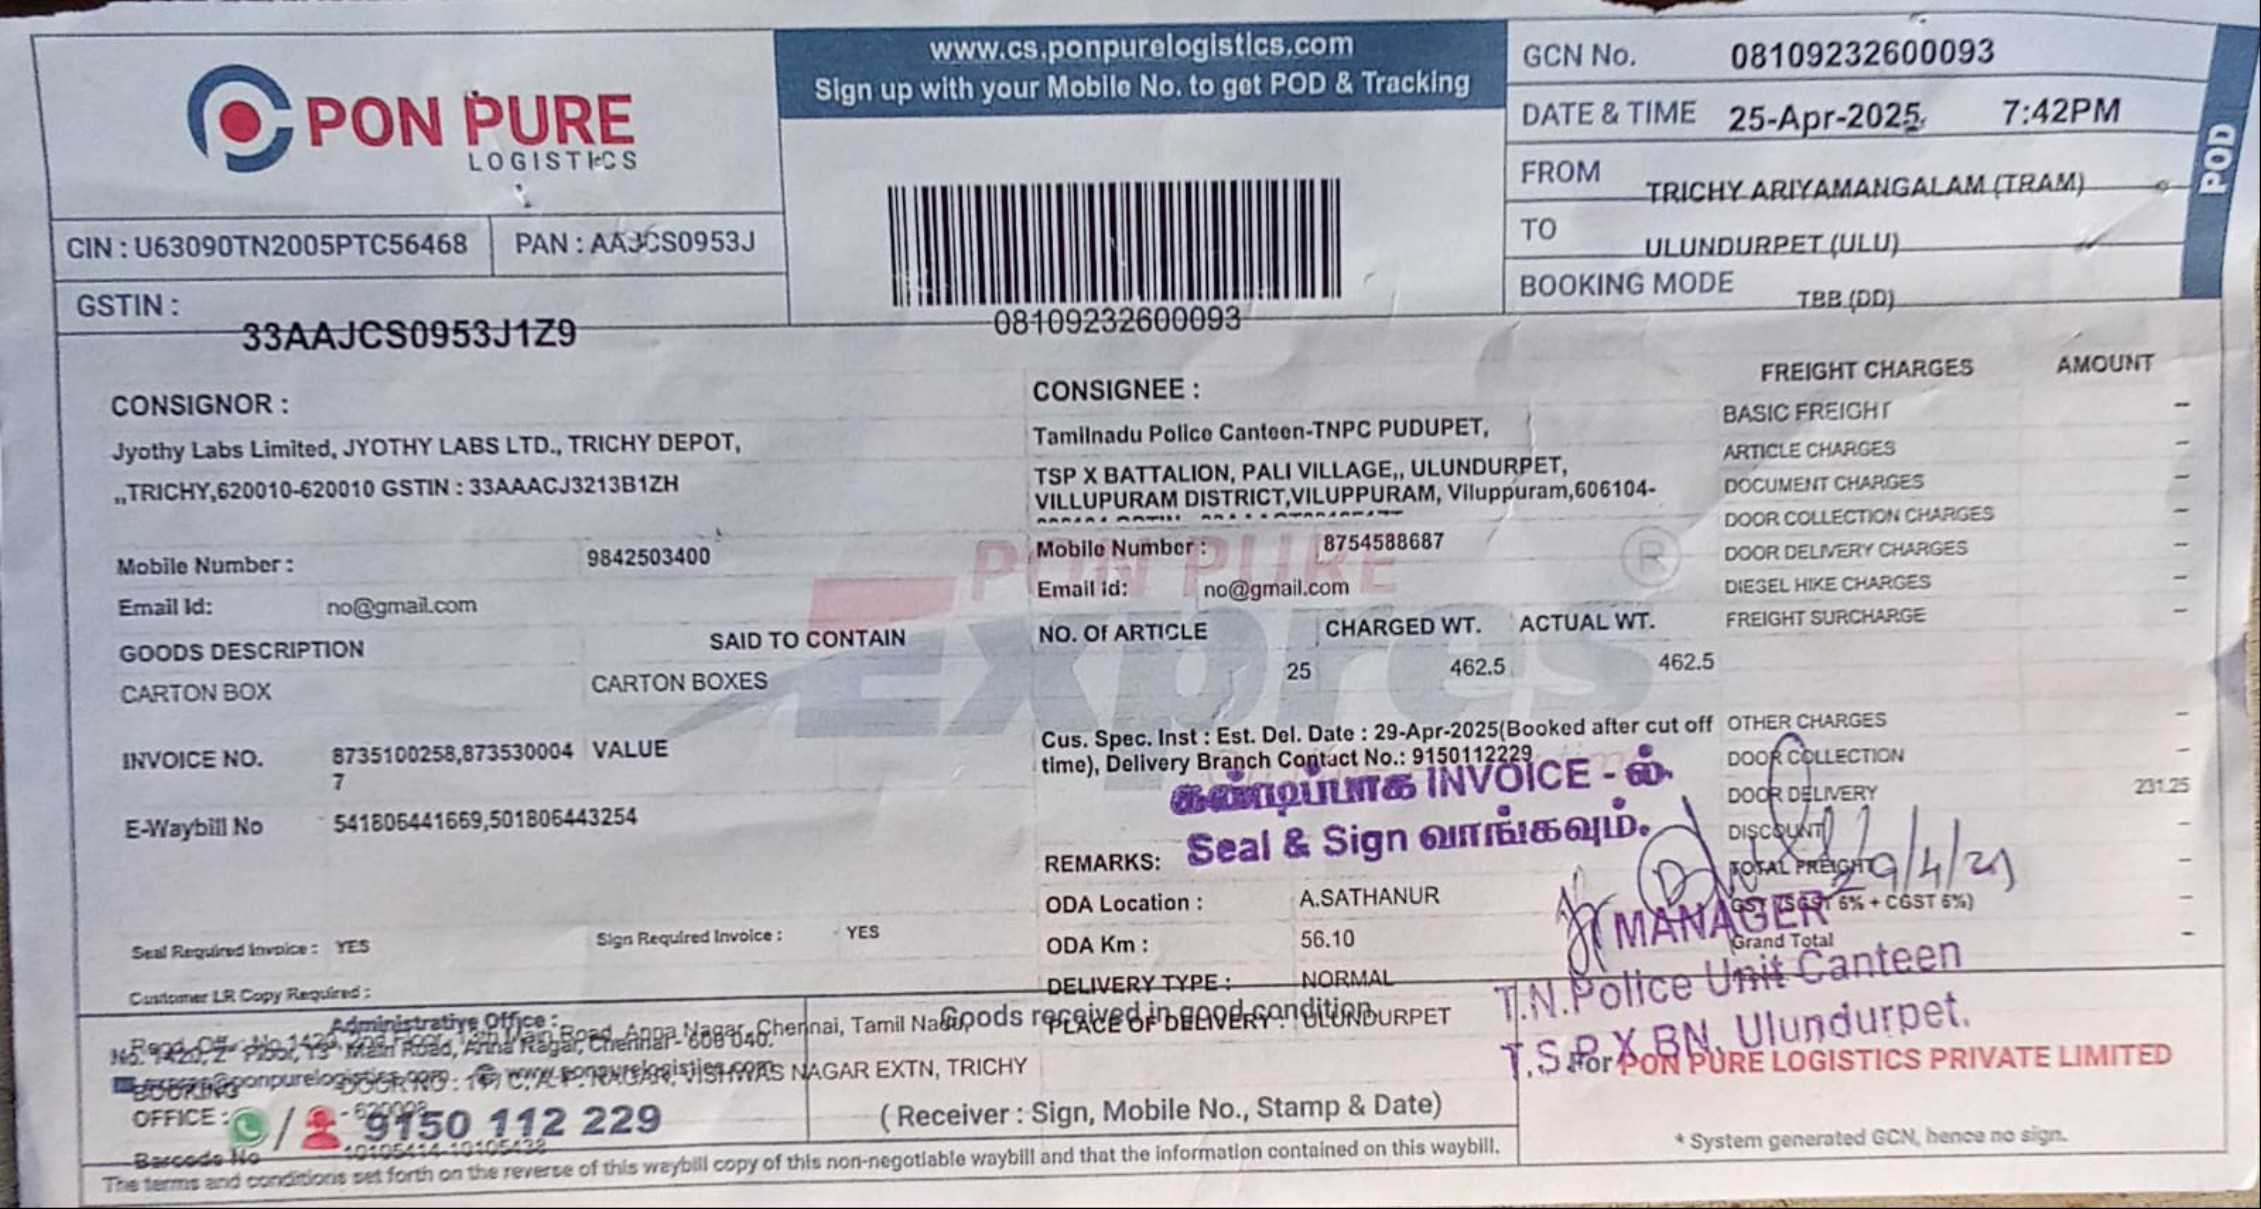 PON PURE
LOGISTICS
www.cs.ponpurelogistics.com
Sign up with your Mobile No. to get POD & Tracking
GCN No. 08109232600093
DATE & TIME 25-Apr-2025 7:42PM
FROM TRICHY ARIYAMANGALAM (TRAM)
TO ULUNDURPET (ULU)
BOOKING MODE TBB (DD)
POD
CIN : U63090TN2005PTC56468 PAN : AAJCS0953J
GSTIN : 33AAJCS0953J1Z9
08109232600093
CONSIGNOR :
Jyothy Labs Limited, JYOTHY LABS LTD., TRICHY DEPOT,
,,TRICHY,620010-620010 GSTIN : 33AAACJ3213B1ZH
Mobile Number : 9842503400
Email Id: no@gmail.com
GOODS DESCRIPTION SAID TO CONTAIN
CARTON BOX CARTON BOXES
INVOICE NO. 8735100258,873530004 VALUE
7
E-Waybill No 541806441669,501806443254
Seal Required Invoice : YES Sign Required Invoice : YES
Customer LR Copy Required :
CONSIGNEE :
Tamilnadu Police Canteen-TNPC PUDUPET,
TSP X BATTALION, PALI VILLAGE,, ULUNDURPET,
VILLUPURAM DISTRICT,VILUPPURAM, Viluppuram,606104-
Mobile Number : 8754588687
Email Id: no@gmail.com
PON PURE
Expres ®
NO. Of ARTICLE CHARGED WT. ACTUAL WT.
25 462.5 462.5
Cus. Spec. Inst : Est. Del. Date : 29-Apr-2025(Booked after cut off
time), Delivery Branch Contact No.: 9150112229
கண்டிப்பாக INVOICE - ல்
Seal & Sign வாங்கவும்.
REMARKS:
ODA Location : A.SATHANUR
ODA Km : 56.10
DELIVERY TYPE : NORMAL
PLACE OF DELIVERY : ULUNDURPET
FREIGHT CHARGES AMOUNT
BASIC FREIGHT –
ARTICLE CHARGES –
DOCUMENT CHARGES –
DOOR COLLECTION CHARGES –
DOOR DELIVERY CHARGES –
DIESEL HIKE CHARGES –
FREIGHT SURCHARGE –
OTHER CHARGES –
DOOR COLLECTION –
DOOR DELIVERY 231.25
DISCOUNT –
TOTAL FREIGHT –
GST (SGST 6% + CGST 6%) –
Grand Total –
MANAGER
T.N.Police Unit Canteen
T.S.P.X BN, Ulundurpet.
Goods received in good condition
Administrative Office :
NAGAR, VISHWAS NAGAR EXTN, TRICHY
BOOKING
OFFICE : / 9150 112 229
Barcode No 10105414-10105438
(Receiver : Sign, Mobile No., Stamp & Date)
For PON PURE LOGISTICS PRIVATE LIMITED
* System generated GCN, hence no sign.
The terms and conditions set forth on the reverse of this waybill copy of this non-negotiable waybill and that the information contained on this waybill.